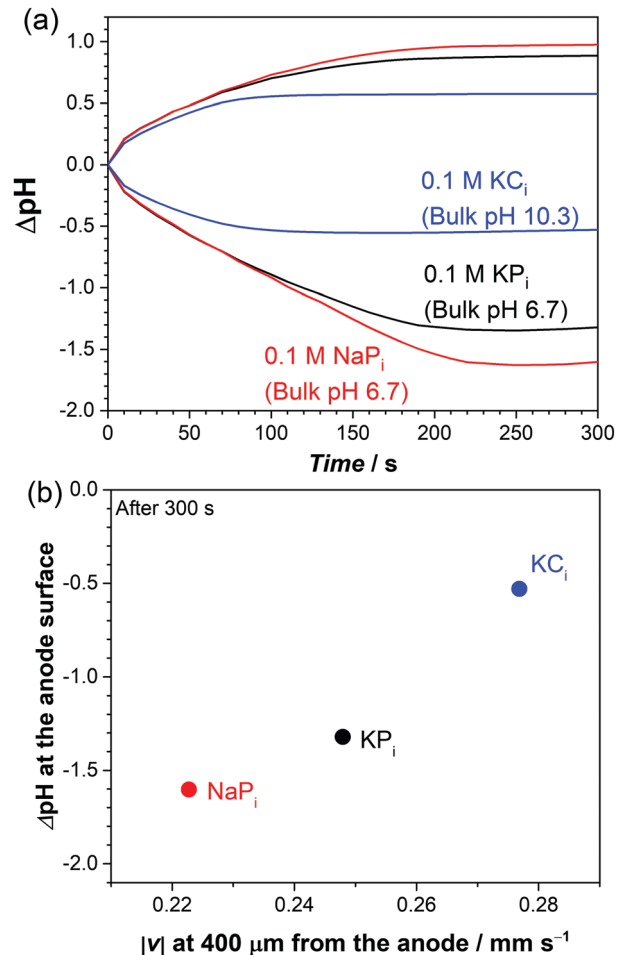 (a)
1.0
0.5
0.0
-0.5
-1.0
-1.5
-2.0
ΔpH
0.1 M KCᵢ
(Bulk pH 10.3)
0.1 M KPᵢ
(Bulk pH 6.7)
0.1 M NaPᵢ
(Bulk pH 6.7)
0 50 100 150 200 250 300
Time / s
(b)
0.0
-0.5
-1.0
-1.5
-2.0
ΔpH at the anode surface
After 300 s
KCᵢ
KPᵢ
NaPᵢ
0.22 0.24 0.26 0.28
|v| at 400 μm from the anode / mm s⁻¹